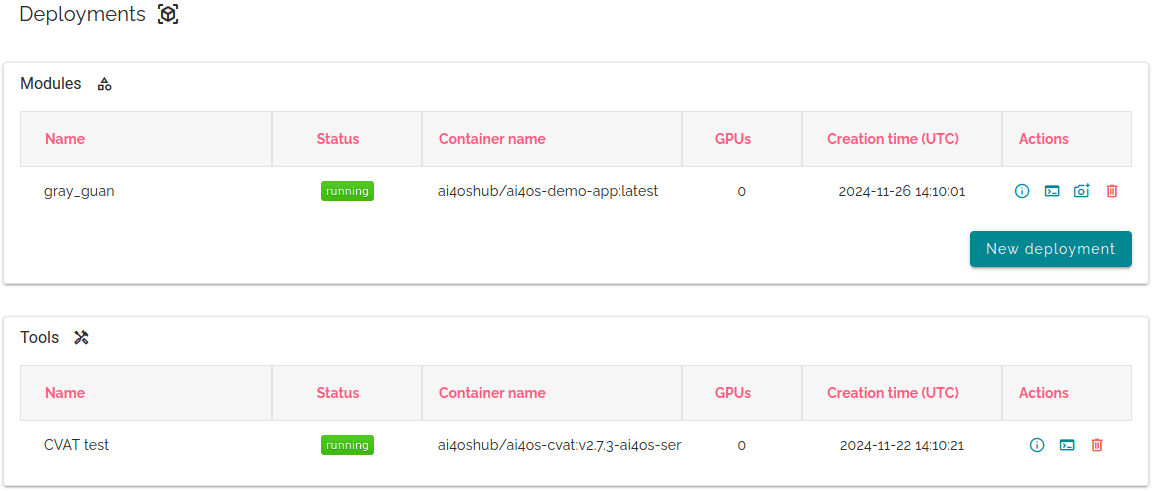 Deployments
Modules
Name Status Container name GPUs Creation time (UTC) Actions
gray_guan running ai4oshub/ai4os-demo-app:latest 0 2024-11-26 14:10:01
New deployment
Tools
Name Status Container name GPUs Creation time (UTC) Actions
CVAT test running ai4oshub/ai4os-cvat:v2.7.3-ai4os-ser 0 2024-11-22 14:10:21